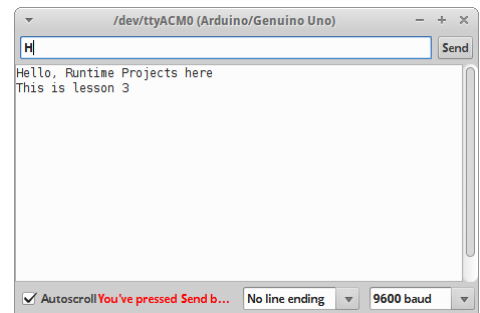 /dev/ttyACM0 (Arduino/Genuino Uno)
H
Send
Hello, Runtime Projects here
This is lesson 3
Autoscroll
You've pressed Send b...
No line ending
9600 baud